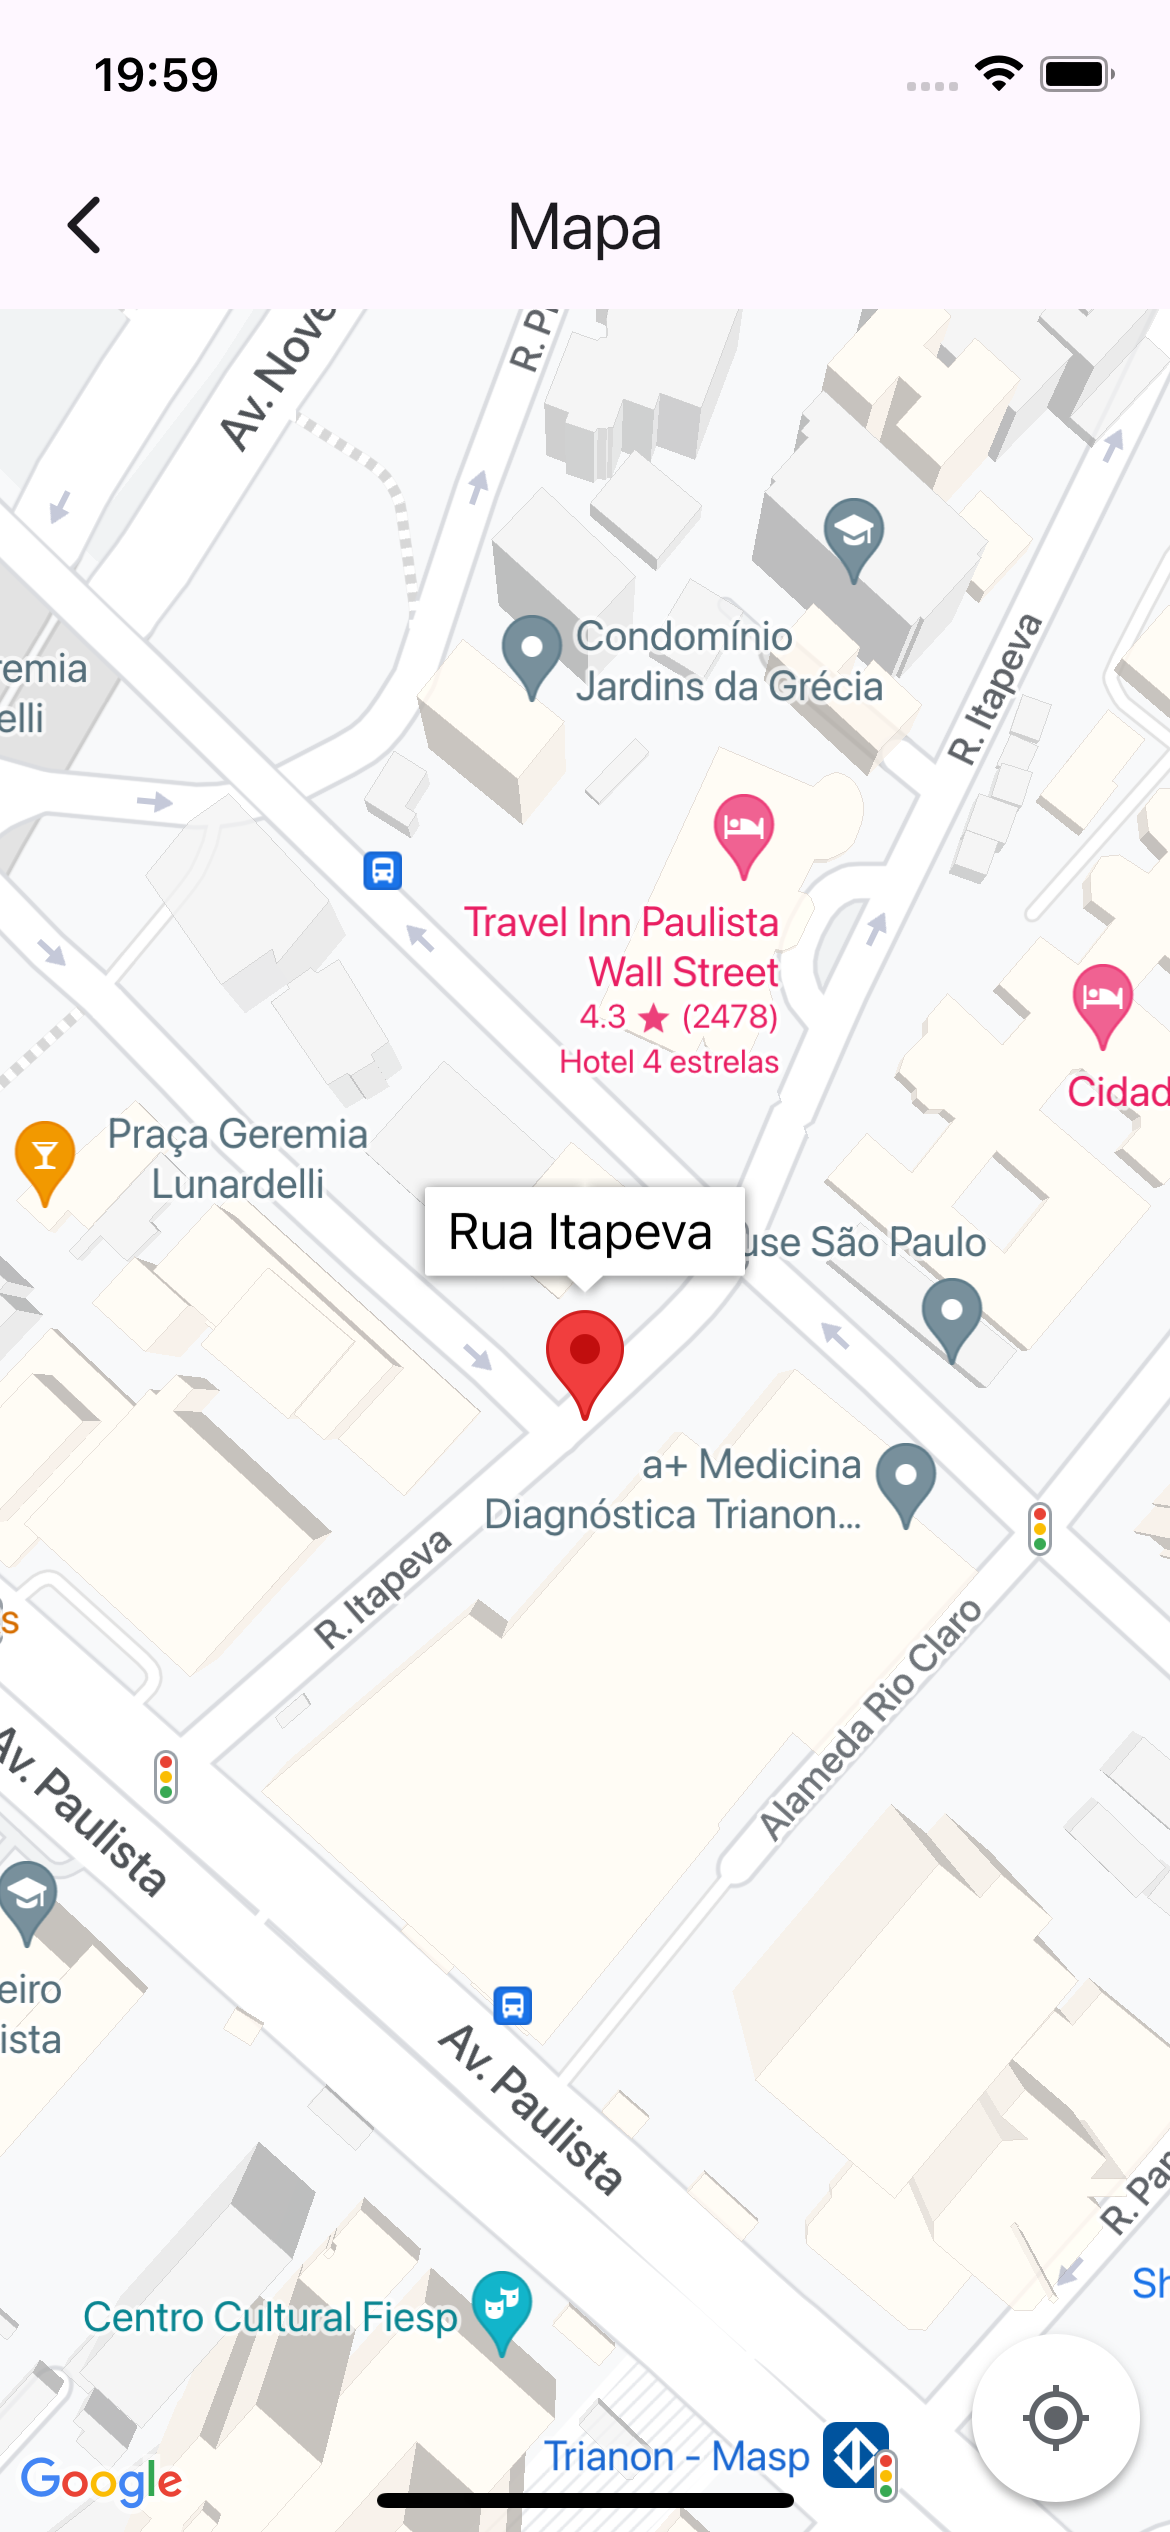 19:59
Mapa
Av. Nove
R. P
Condomínio
Jardins da Grécia
R. Itapeva
remia
elli
Travel Inn Paulista
Wall Street
4.3 ★ (2478)
Hotel 4 estrelas
Cidad
Praça Geremia
Lunardelli
Rua Itapeva
use São Paulo
a+ Medicina
Diagnóstica Trianon...
R. Itapeva
s
Alameda Rio Claro
Av. Paulista
eiro
ista
Av. Paulista
R. Pa
Sh
Centro Cultural Fiesp
Trianon - Masp
Google